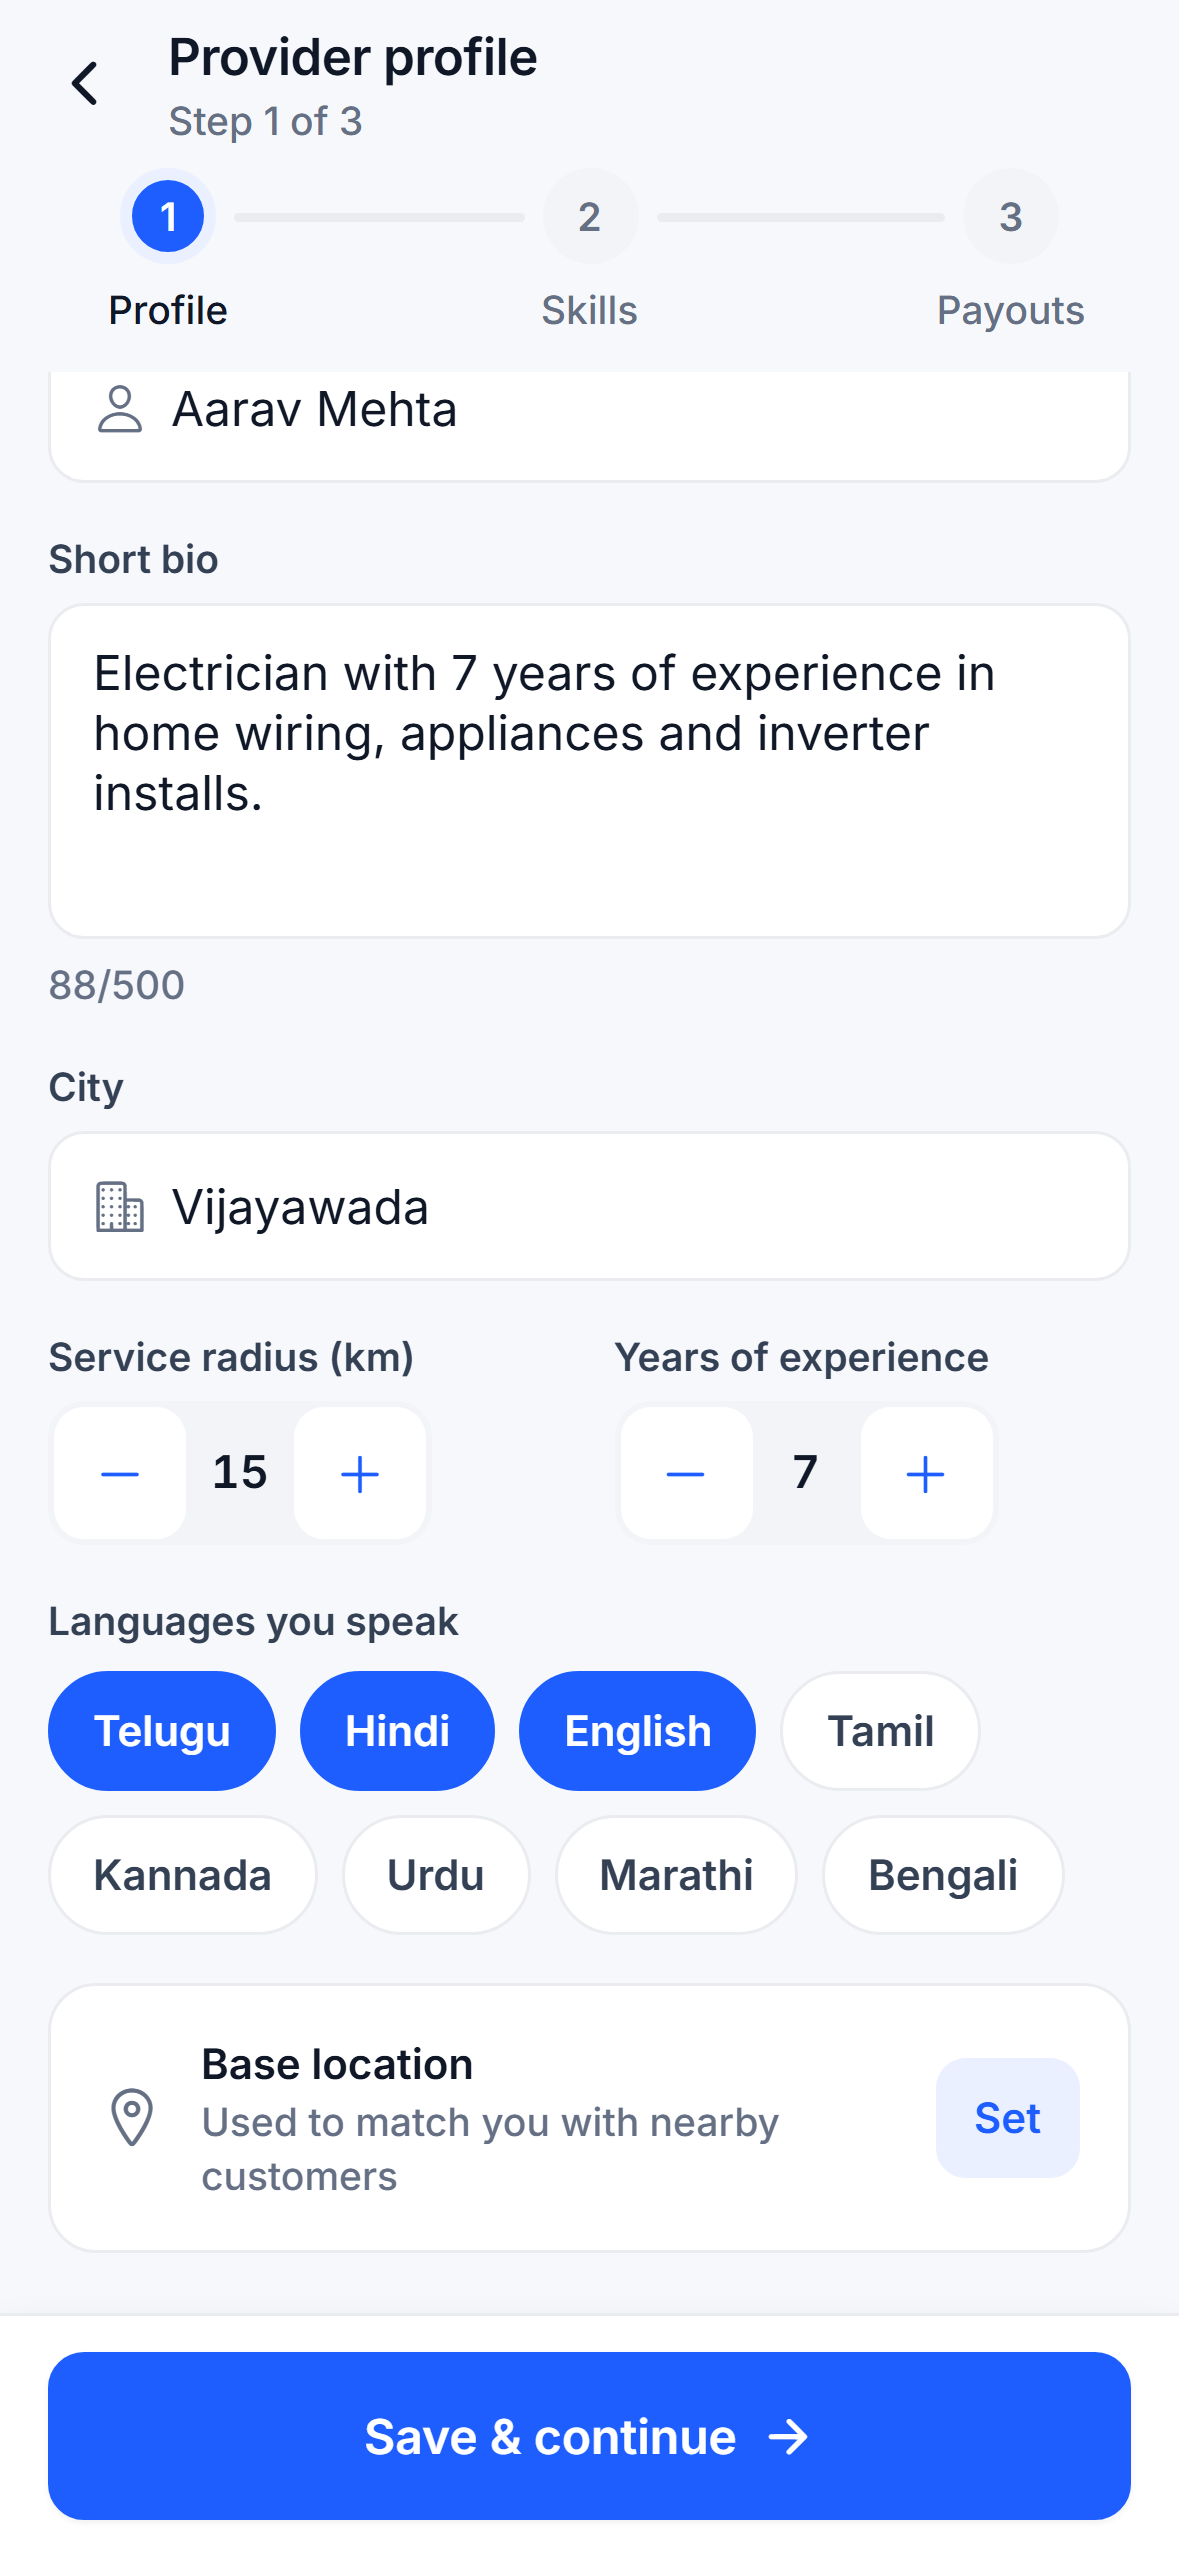 Provider profile
Step 1 of 3
1
2
3
Profile
Skills
Payouts
Aarav Mehta
Short bio
Electrician with 7 years of experience in
home wiring, appliances and inverter
installs.
88/500
City
Vijayawada
Service radius (km)
Years of experience
15
7
Languages you speak
Telugu
Hindi
English
Tamil
Kannada
Urdu
Marathi
Bengali
Base location
Used to match you with nearby
customers
Set
Save & continue